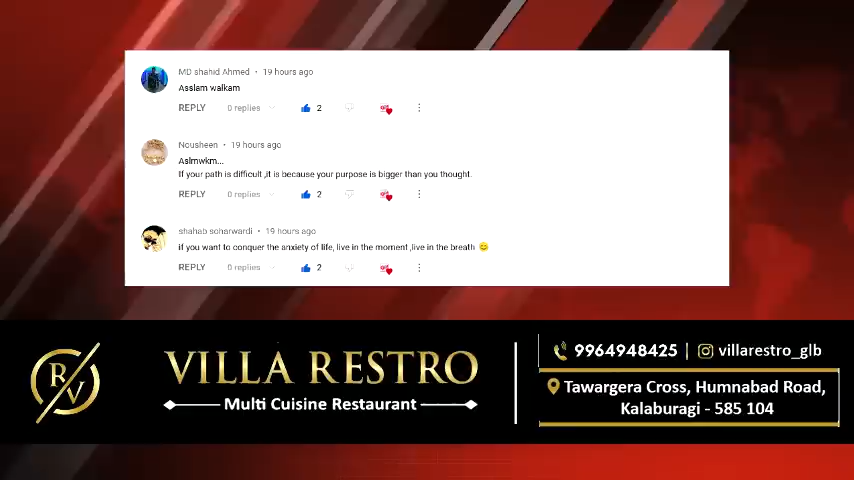 MD shahid Ahmed • 19 hours ago
Asslam walkam
REPLY 0 replies 2
Nousheen • 19 hours ago
Aslmwkm...
If your path is difficult ,it is because your purpose is bigger than you thought.
REPLY 0 replies 2
shahab soharwardi • 19 hours ago
if you want to conquer the anxiety of life, live in the moment ,live in the breath 😊
REPLY 0 replies 2
RV
VILLA RESTRO
Multi Cuisine Restaurant
9964948425 | villarestro_glb
Tawargera Cross, Humnabad Road,
Kalaburagi - 585 104